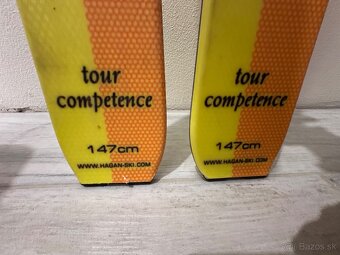 tour
competence
147cm
WWW.HAGAN-SKI.COM
tour
competence
147cm
WWW.HAGAN-SKI.COM
Bazos.sk